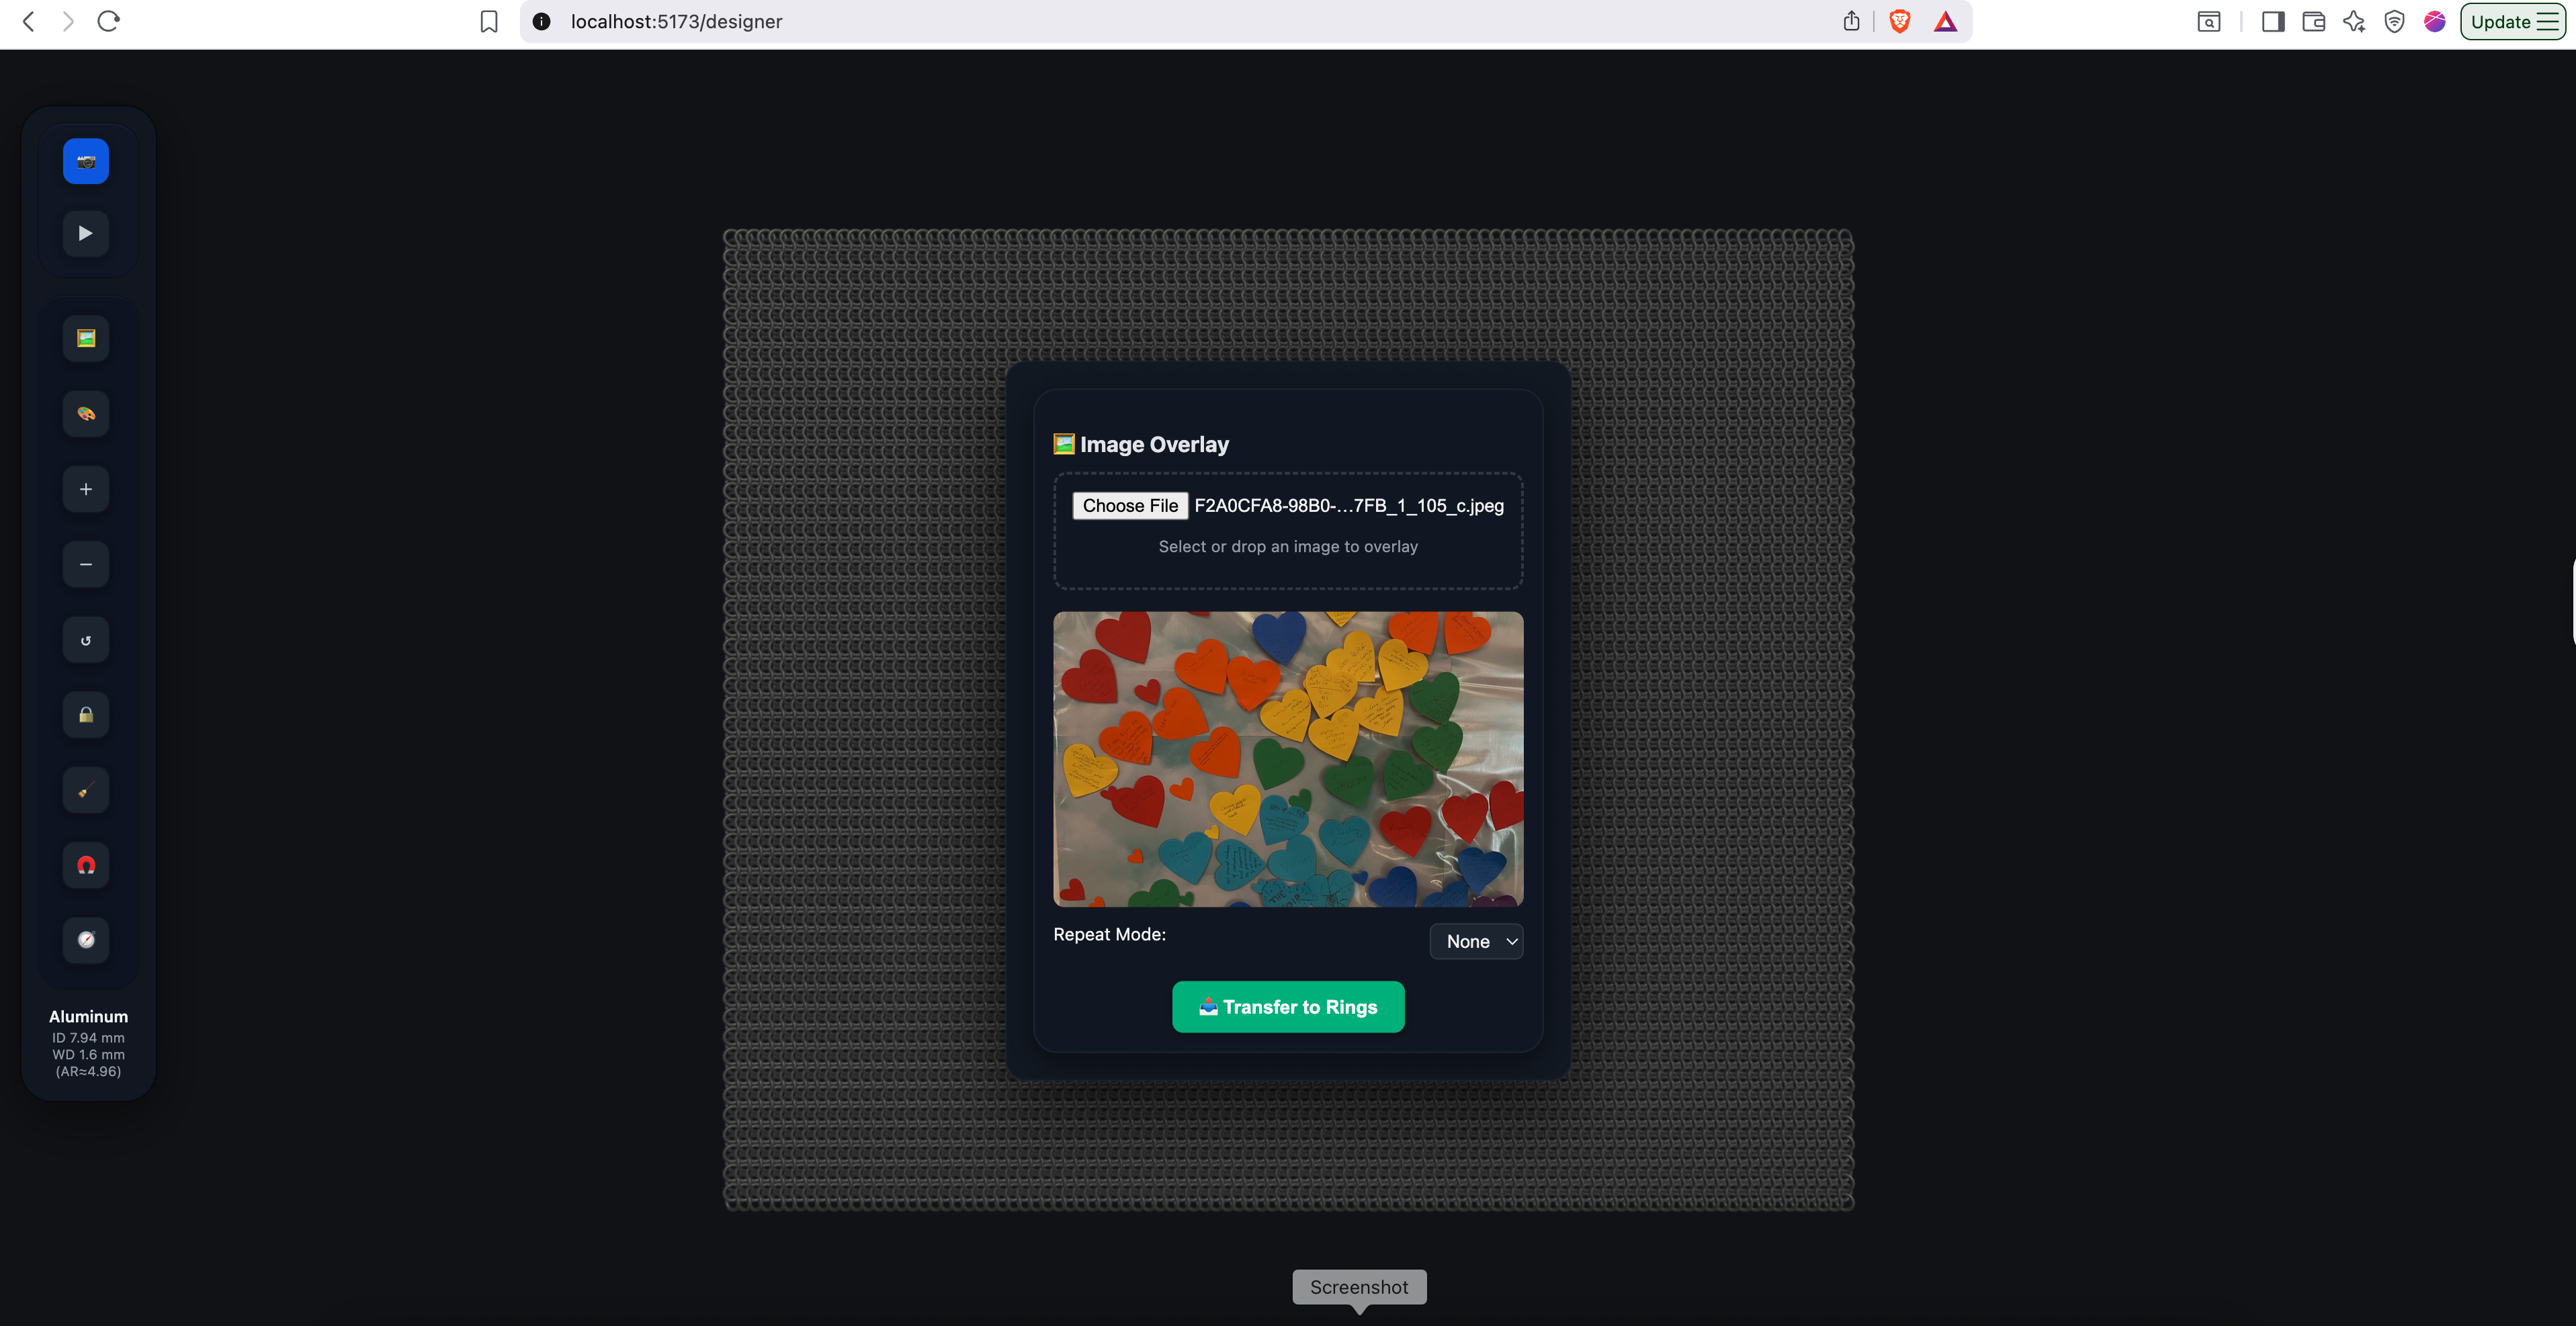 localhost:5173/designer
Update
Image Overlay
Choose File F2A0CFA8-98B0-...7FB_1_105_c.jpeg
Select or drop an image to overlay
Repeat Mode:
None
Transfer to Rings
Aluminum
ID 7.94 mm
WD 1.6 mm
(AR≈4.96)
Screenshot